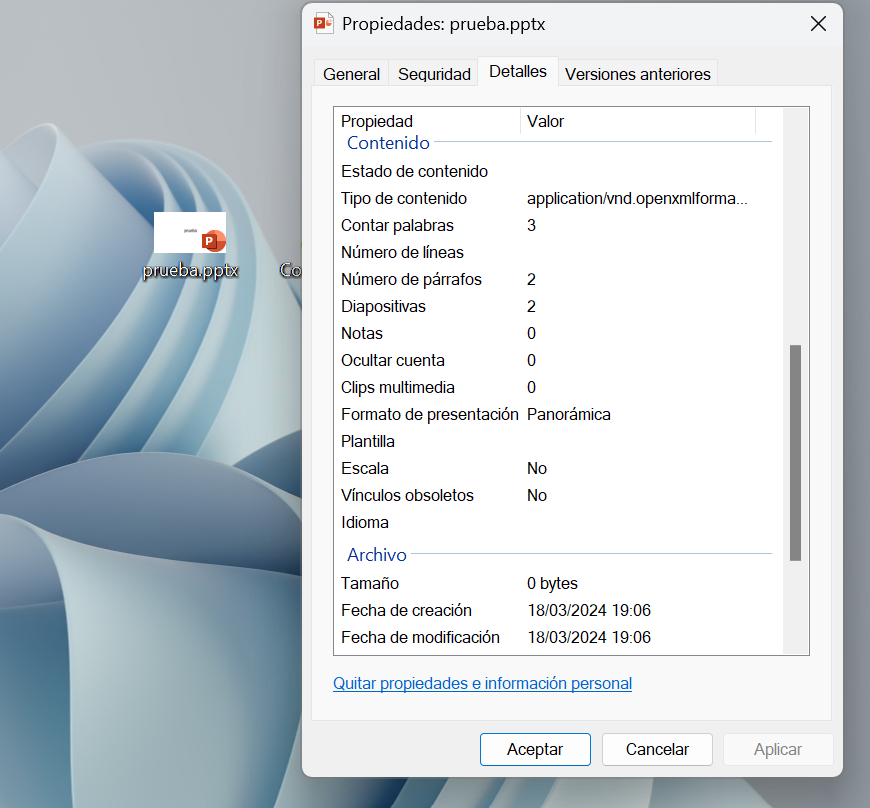 Propiedades: prueba.pptx
General Seguridad Detalles Versiones anteriores
Propiedad Valor
Contenido
Estado de contenido
Tipo de contenido application/vnd.openxmlforma...
Contar palabras 3
Número de líneas
Número de párrafos 2
Diapositivas 2
Notas 0
Ocultar cuenta 0
Clips multimedia 0
Formato de presentación Panorámica
Plantilla
Escala No
Vínculos obsoletos No
Idioma
Archivo
Tamaño 0 bytes
Fecha de creación 18/03/2024 19:06
Fecha de modificación 18/03/2024 19:06
Quitar propiedades e información personal
Aceptar Cancelar Aplicar
prueba
P
prueba.pptx
Co